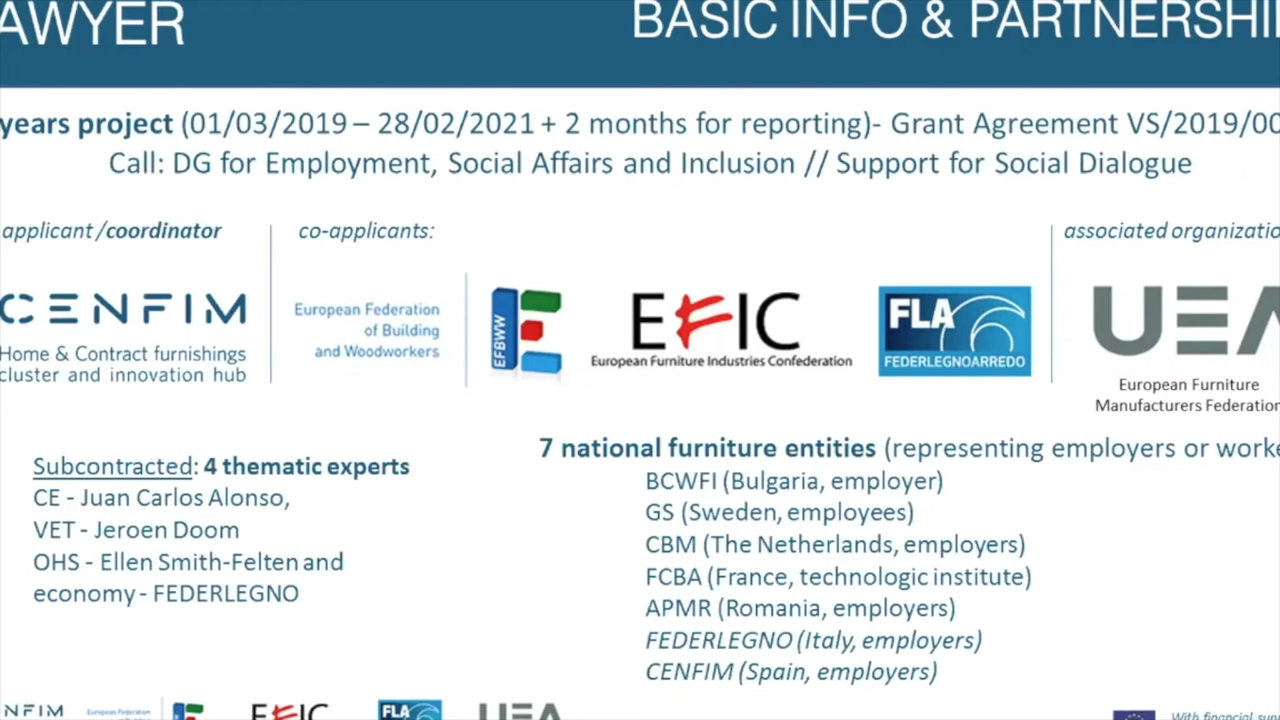 AWYER
BASIC INFO & PARTNERSHI
years project (01/03/2019 – 28/02/2021 + 2 months for reporting)- Grant Agreement VS/2019/00
Call: DG for Employment, Social Affairs and Inclusion // Support for Social Dialogue
applicant/coordinator
co-applicants:
associated organizatio
CENFIM
Home & Contract furnishings
cluster and innovation hub
European Federation
of Building
and Woodworkers
EFBWW
EFIC
European Furniture Industries Confederation
FLA
FEDERLEGNOARREDO
UEA
European Furniture
Manufacturers Federation
Subcontracted: 4 thematic experts
CE - Juan Carlos Alonso,
VET - Jeroen Doom
OHS - Ellen Smith-Felten and
economy - FEDERLEGNO
7 national furniture entities (representing employers or worke
BCWFI (Bulgaria, employer)
GS (Sweden, employees)
CBM (The Netherlands, employers)
FCBA (France, technologic institute)
APMR (Romania, employers)
FEDERLEGNO (Italy, employers)
CENFIM (Spain, employers)
NFIM
European Federation
EFIC
FLA
UEA
With financial sup